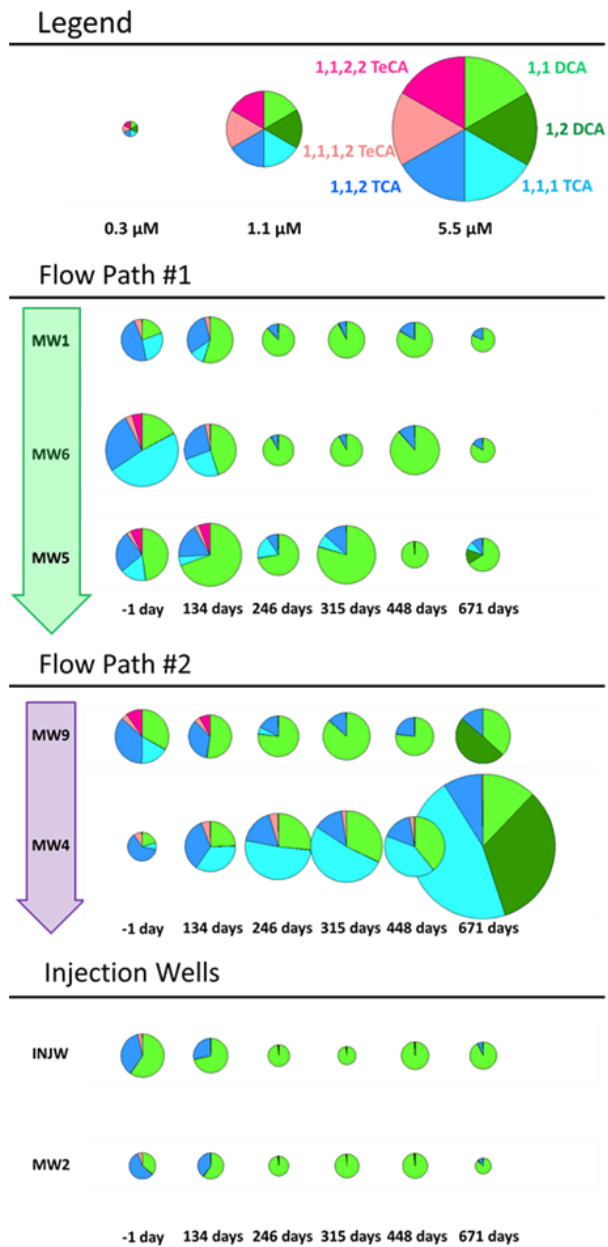 Legend
1,1,2,2 TeCA
1,1 DCA
1,1,1,2 TeCA
1,2 DCA
1,1,2 TCA
1,1,1 TCA
0.3 µM 1.1 µM 5.5 µM
Flow Path #1
MW1
MW6
MW5
-1 day 134 days 246 days 315 days 448 days 671 days
Flow Path #2
MW9
MW4
-1 day 134 days 246 days 315 days 448 days 671 days
Injection Wells
INJW
MW2
-1 day 134 days 246 days 315 days 448 days 671 days